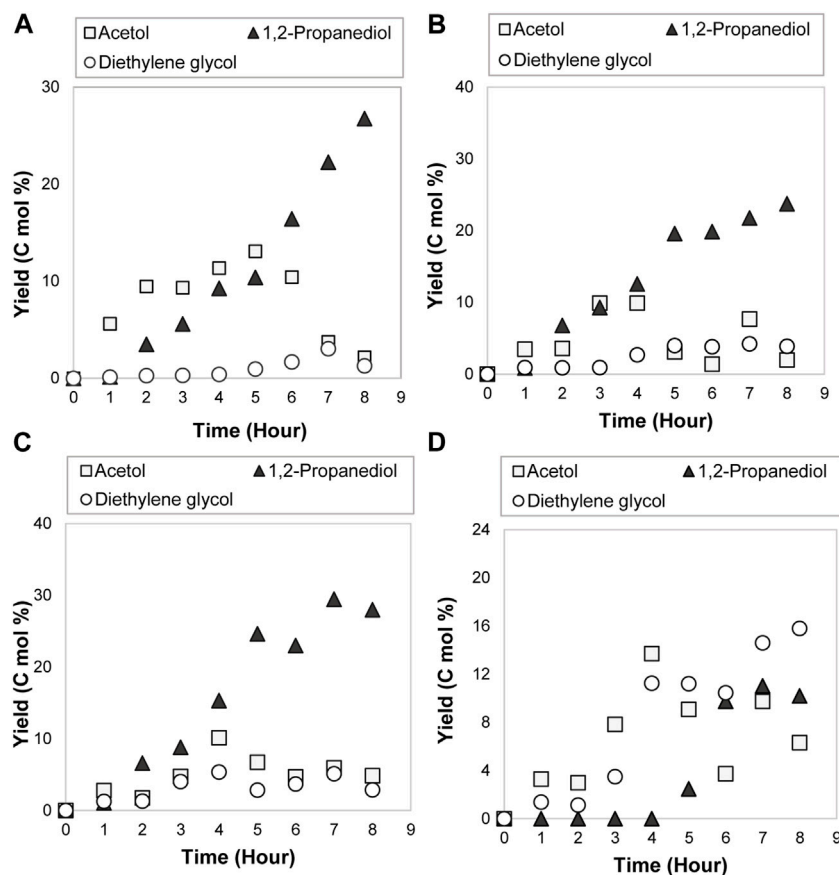 A
Acetol 1,2-Propanediol
Diethylene glycol
30
20
10
0
0 1 2 3 4 5 6 7 8 9
Yield (C mol %)
Time (Hour)
B
Acetol 1,2-Propanediol
Diethylene glycol
40
30
20
10
0
0 1 2 3 4 5 6 7 8 9
Yield (C mol %)
Time (Hour)
C
Acetol 1,2-Propanediol
Diethylene glycol
40
30
20
10
0
0 1 2 3 4 5 6 7 8 9
Yield (C mol %)
Time (Hour)
D
Acetol 1,2-Propanediol
Diethylene glycol
24
20
16
12
8
4
0
0 1 2 3 4 5 6 7 8 9
Yield (C mol %)
Time (Hour)